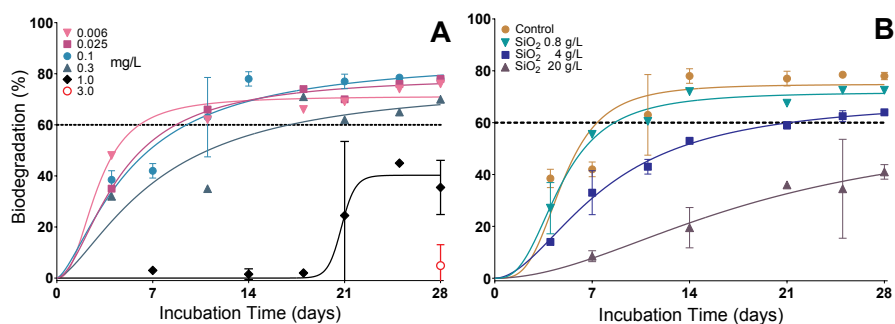 A
0.006
0.025
0.1
0.3
1.0
3.0
mg/L
Biodegradation (%)
100
80
60
40
20
0
0 7 14 21 28
Incubation Time (days)
B
Control
SiO₂ 0.8 g/L
SiO₂ 4 g/L
SiO₂ 20 g/L
100
80
60
40
20
0
0 7 14 21 28
Incubation Time (days)